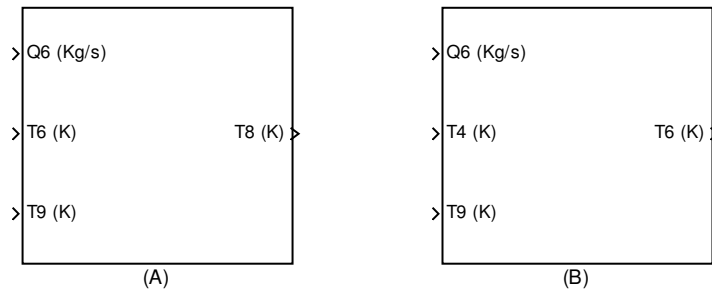 Q6 (Kg/s)
T6 (K)
T8 (K)
T9 (K)
(A)
Q6 (Kg/s)
T4 (K)
T6 (K)
T9 (K)
(B)